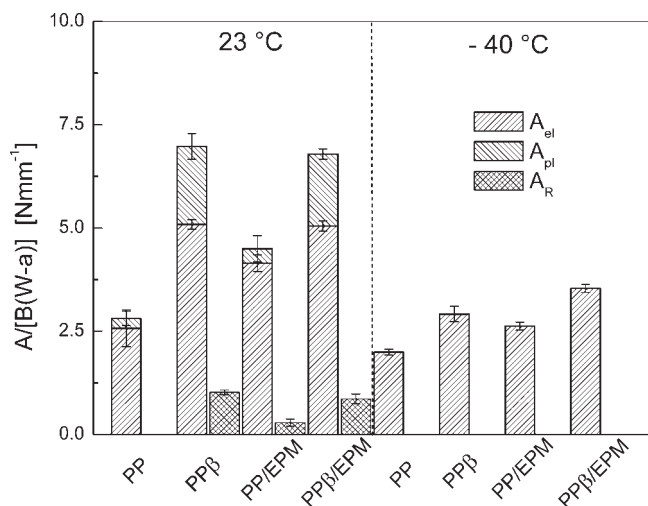 10.0
23 °C
- 40 °C
7.5
A_el
A_pl
A_R
A/[B(W-a)] [Nmm⁻¹]
5.0
2.5
0.0
PP
PPβ
PP/EPM
PPβ/EPM
PP
PPβ
PP/EPM
PPβ/EPM